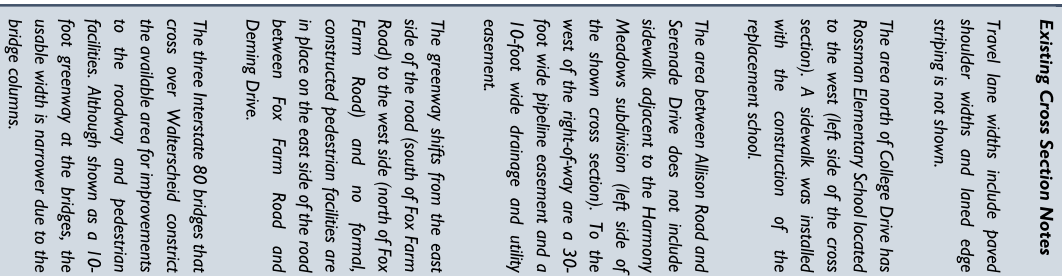 Existing Cross Section Notes
Travel lane widths include paved
shoulder widths and laned edge
striping is not shown.
The area north of College Drive has
Rossman Elementary School located
to the west (left side of the cross
section). A sidewalk was installed
with the construction of the
replacement school.
The area between Allison Road and
Serenade Drive does not include
sidewalk adjacent to the Harmony
Meadows subdivision (left side of
the shown cross section). To the
west of the right-of-way are a 30-
foot wide pipeline easement and a
10-foot wide drainage and utility
easement.
The greenway shifts from the east
side of the road (south of Fox Farm
Road) to the west side (north of Fox
Farm Road) and no formal,
constructed pedestrian facilities are
in place on the east side of the road
between Fox Farm Road and
Deming Drive.
The three Interstate 80 bridges that
cross over Walterscheid constrict
the available area for improvements
to the roadway and pedestrian
facilities. Although shown as a 10-
foot greenway at the bridges, the
usable width is narrower due to the
bridge columns.